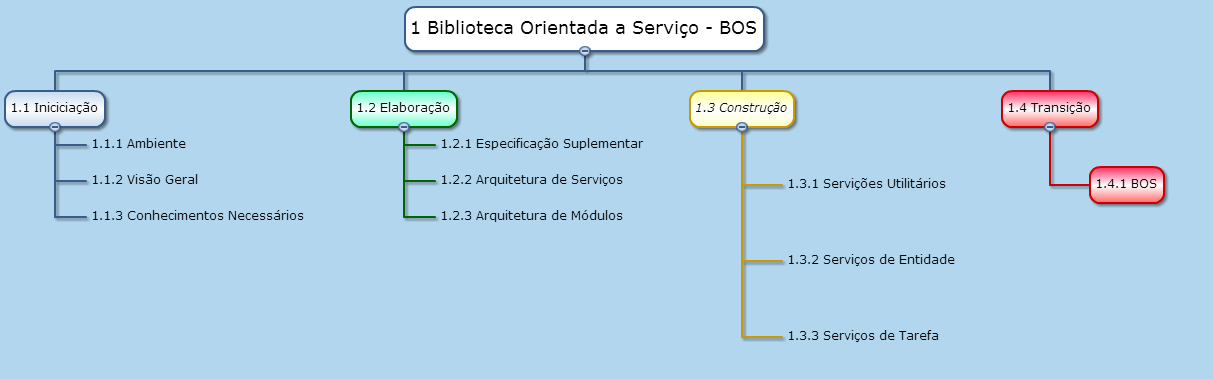 1 Biblioteca Orientada a Serviço - BOS
1.1 Iniciciação
1.2 Elaboração
1.3 Construção
1.4 Transição
1.1.1 Ambiente
1.1.2 Visão Geral
1.1.3 Conhecimentos Necessários
1.2.1 Especificação Suplementar
1.2.2 Arquitetura de Serviços
1.2.3 Arquitetura de Módulos
1.3.1 Servições Utilitários
1.3.2 Serviços de Entidade
1.3.3 Serviços de Tarefa
1.4.1 BOS